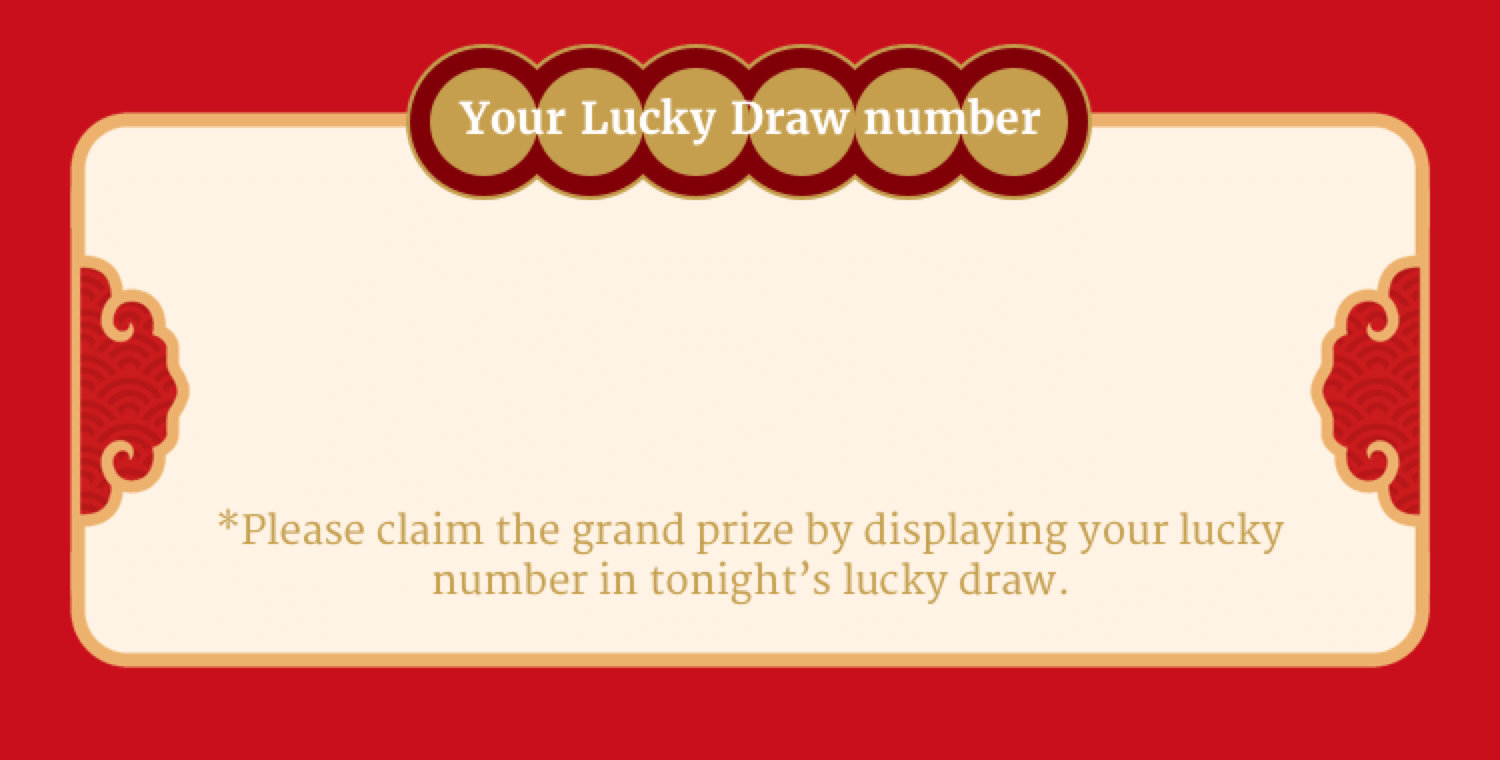 Your Lucky Draw number
*Please claim the grand prize by displaying your lucky
number in tonight’s lucky draw.